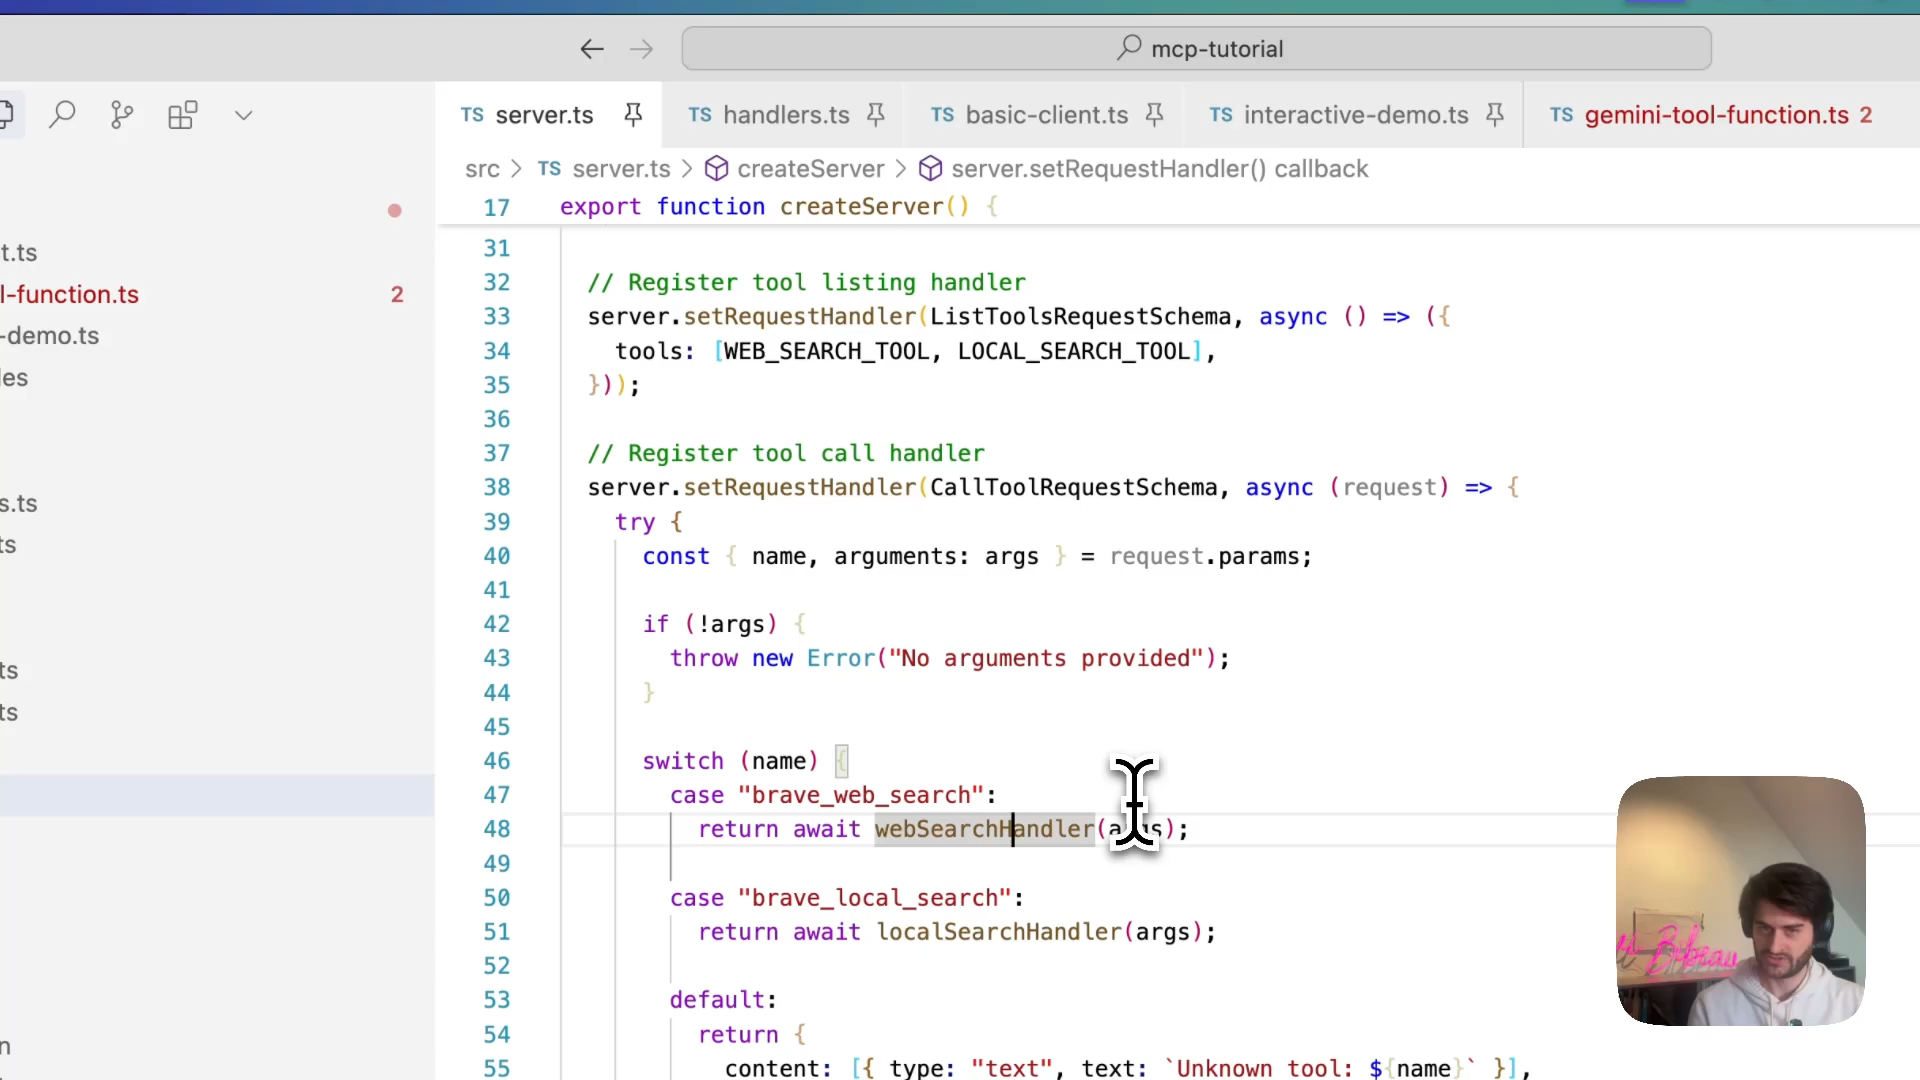 mcp-tutorial
TS server.ts
TS handlers.ts
TS basic-client.ts
TS interactive-demo.ts
TS gemini-tool-function.ts 2
src > TS server.ts > createServer > server.setRequestHandler() callback
t.ts
l-function.ts 2
-demo.ts
les
s.ts
ts
ts
ts
n
17 export function createServer() {
31
32 // Register tool listing handler
33 server.setRequestHandler(ListToolsRequestSchema, async () => ({
34 tools: [WEB_SEARCH_TOOL, LOCAL_SEARCH_TOOL],
35 }));
36
37 // Register tool call handler
38 server.setRequestHandler(CallToolRequestSchema, async (request) => {
39 try {
40 const { name, arguments: args } = request.params;
41
42 if (!args) {
43 throw new Error("No arguments provided");
44 }
45
46 switch (name) {
47 case "brave_web_search":
48 return await webSearchHandler(args);
49
50 case "brave_local_search":
51 return await localSearchHandler(args);
52
53 default:
54 return {
55 content: [{ type: "text", text: `Unknown tool: ${name}` }],